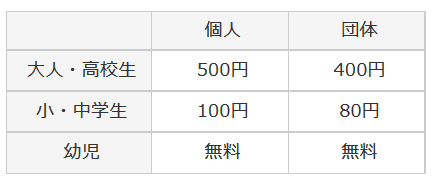 個人 団体
大人・高校生 500円 400円
小・中学生 100円 80円
幼児 無料 無料